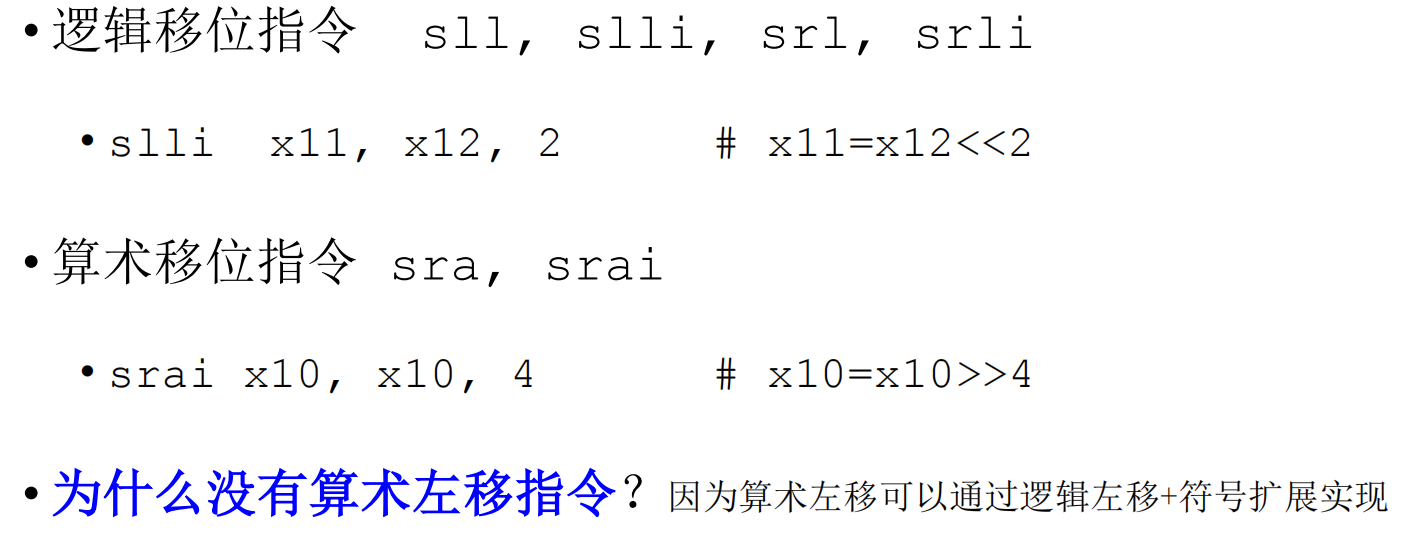 • 逻辑移位指令 sll, slli, srl, srli
• slli x11, x12, 2 # x11=x12<<2
• 算术移位指令 sra, srai
• srai x10, x10, 4 # x10=x10>>4
• 为什么没有算术左移指令？因为算术左移可以通过逻辑左移+符号扩展实现